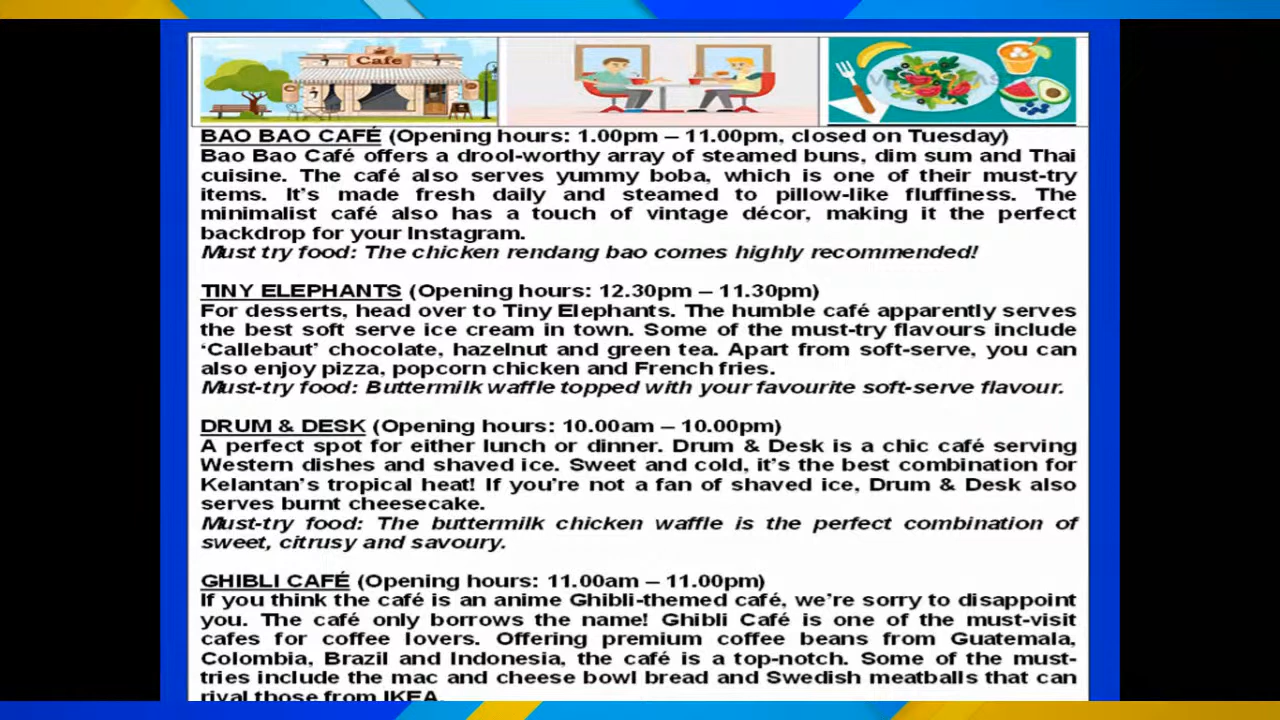 Cafe
BAO BAO CAFÉ (Opening hours: 1.00pm – 11.00pm, closed on Tuesday)
Bao Bao Café offers a drool-worthy array of steamed buns, dim sum and Thai
cuisine. The café also serves yummy boba, which is one of their must-try
items. It’s made fresh daily and steamed to pillow-like fluffiness. The
minimalist café also has a touch of vintage décor, making it the perfect
backdrop for your Instagram.
Must try food: The chicken rendang bao comes highly recommended!
TINY ELEPHANTS (Opening hours: 12.30pm – 11.30pm)
For desserts, head over to Tiny Elephants. The humble café apparently serves
the best soft serve ice cream in town. Some of the must-try flavours include
‘Callebaut’ chocolate, hazelnut and green tea. Apart from soft-serve, you can
also enjoy pizza, popcorn chicken and French fries.
Must-try food: Buttermilk waffle topped with your favourite soft-serve flavour.
DRUM & DESK (Opening hours: 10.00am – 10.00pm)
A perfect spot for either lunch or dinner. Drum & Desk is a chic café serving
Western dishes and shaved ice. Sweet and cold, it’s the best combination for
Kelantan’s tropical heat! If you’re not a fan of shaved ice, Drum & Desk also
serves burnt cheesecake.
Must-try food: The buttermilk chicken waffle is the perfect combination of
sweet, citrusy and savoury.
GHIBLI CAFÉ (Opening hours: 11.00am – 11.00pm)
If you think the café is an anime Ghibli-themed café, we’re sorry to disappoint
you. The café only borrows the name! Ghibli Café is one of the must-visit
cafes for coffee lovers. Offering premium coffee beans from Guatemala,
Colombia, Brazil and Indonesia, the café is a top-notch. Some of the must-
tries include the mac and cheese bowl bread and Swedish meatballs that can
rival those from IKEA.